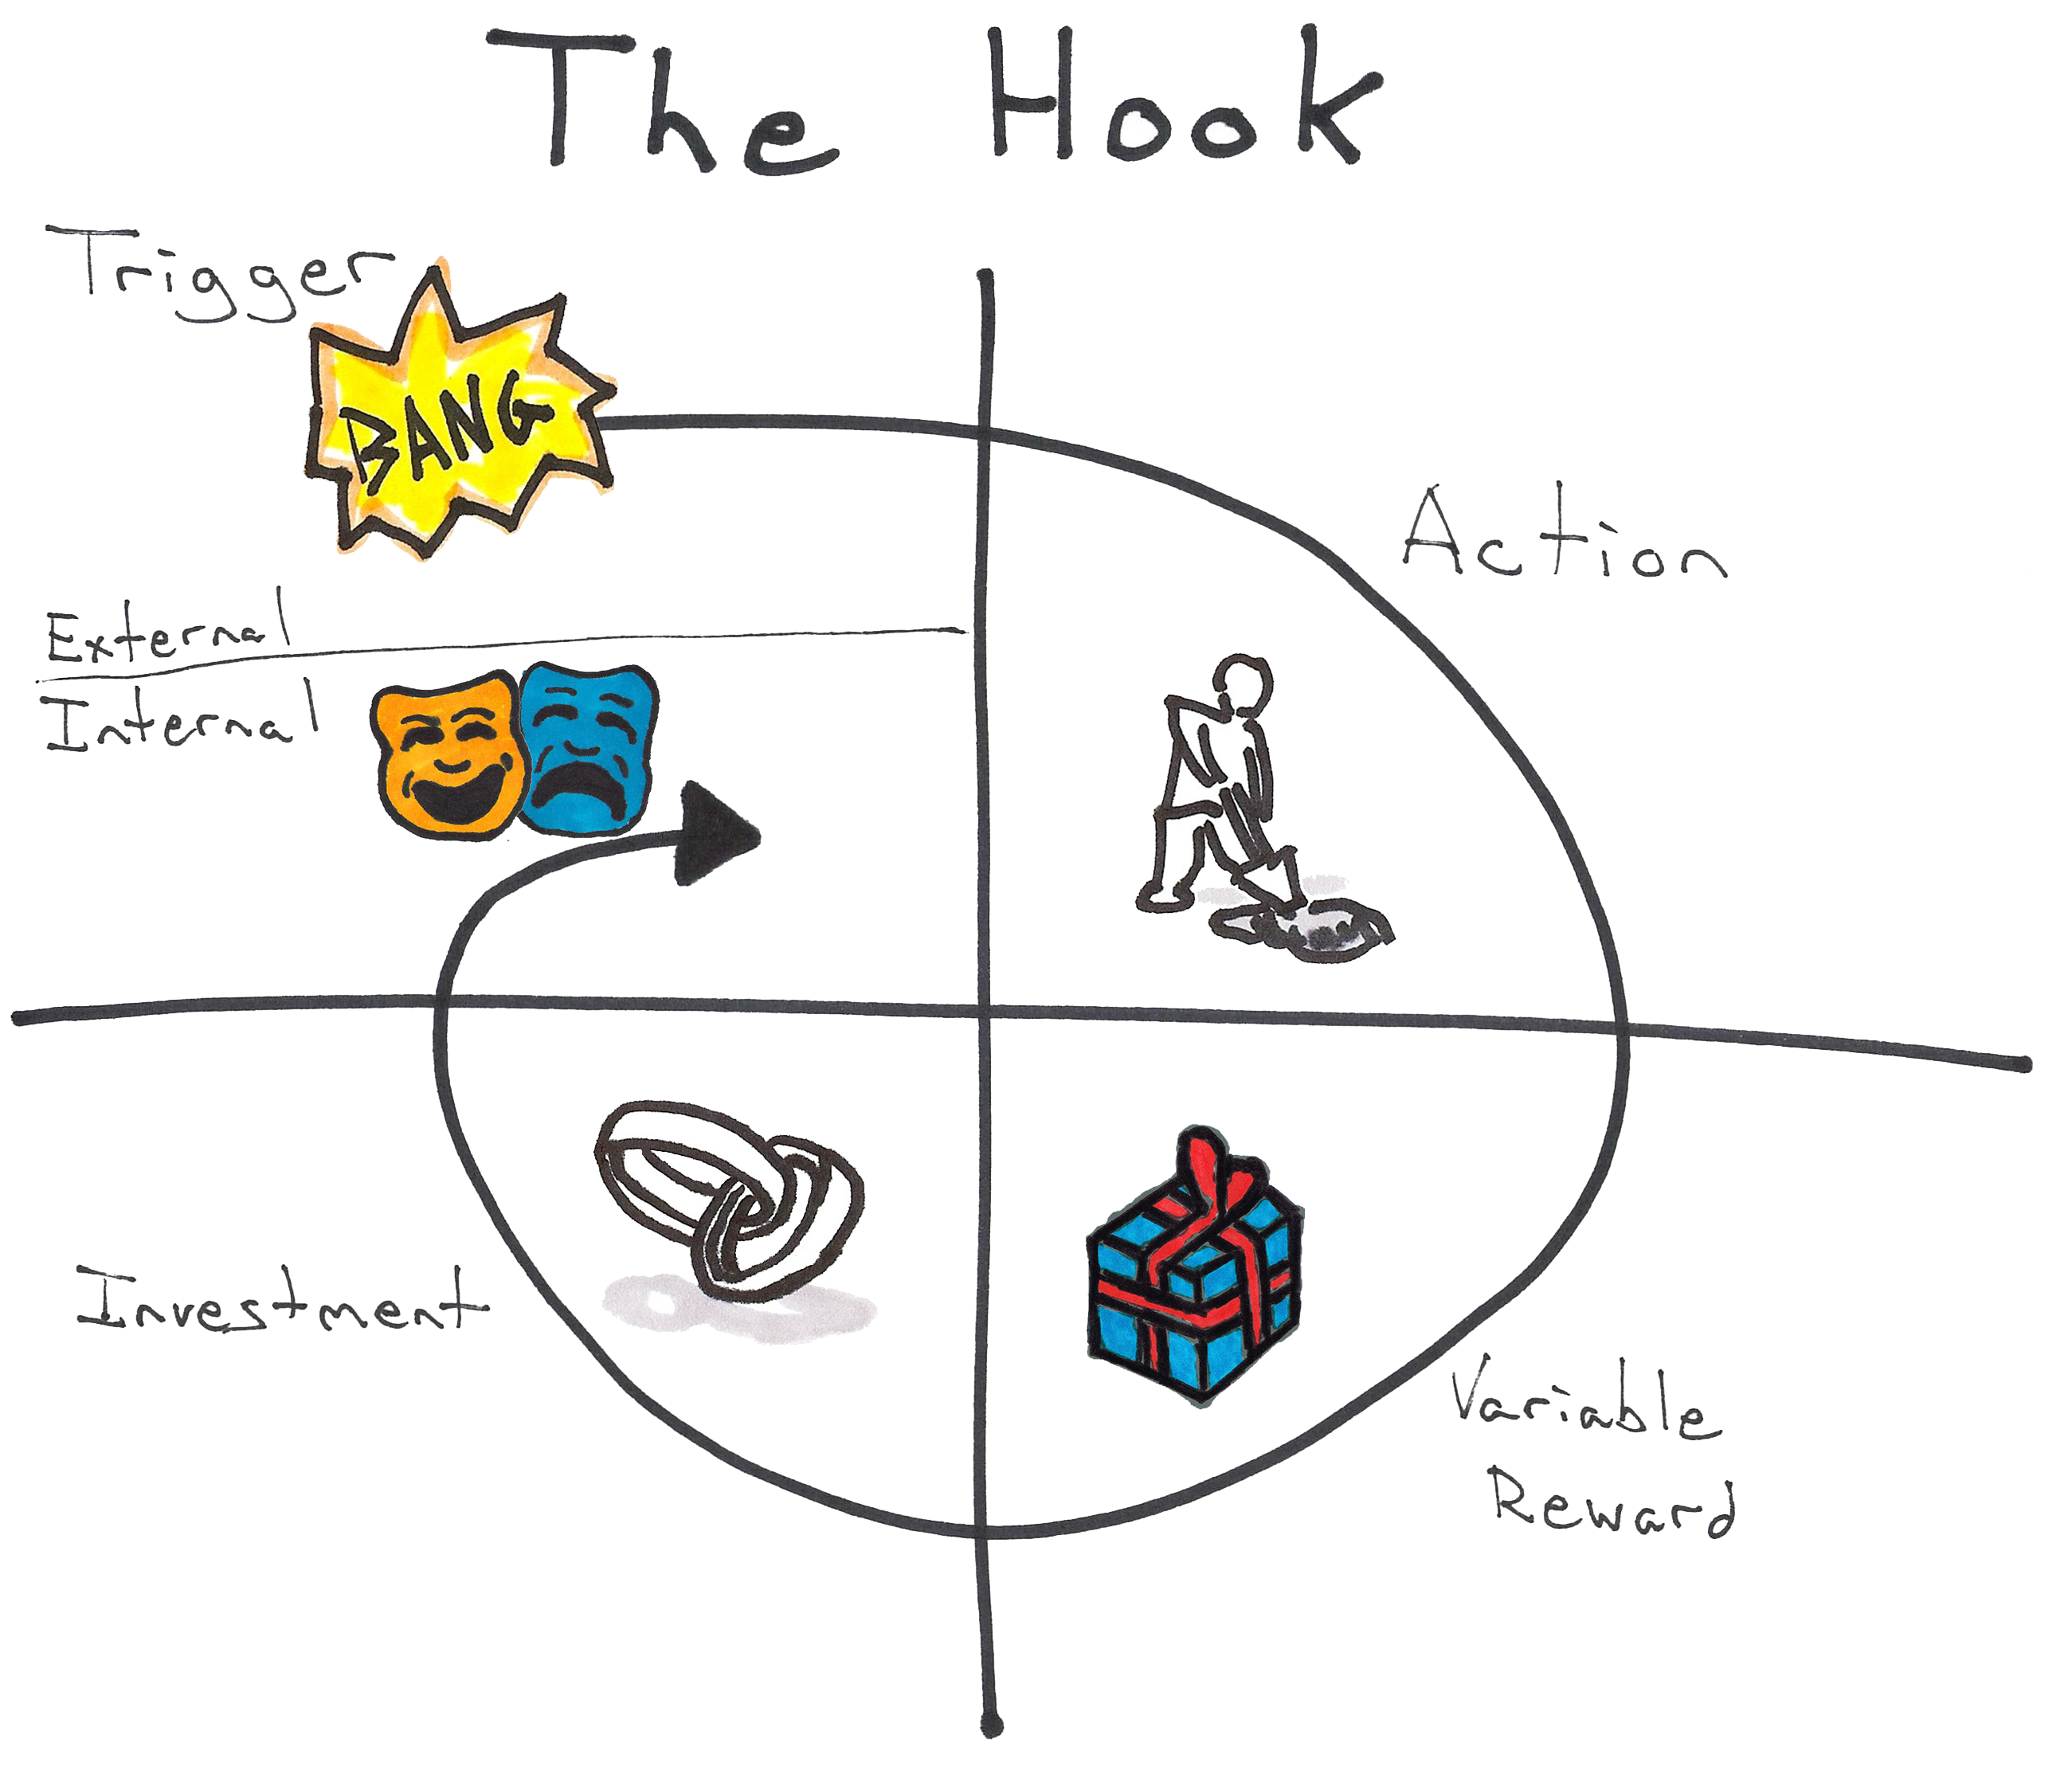 The Hook
Trigger
BANG
Action
External
Internal
Investment
Variable
Reward